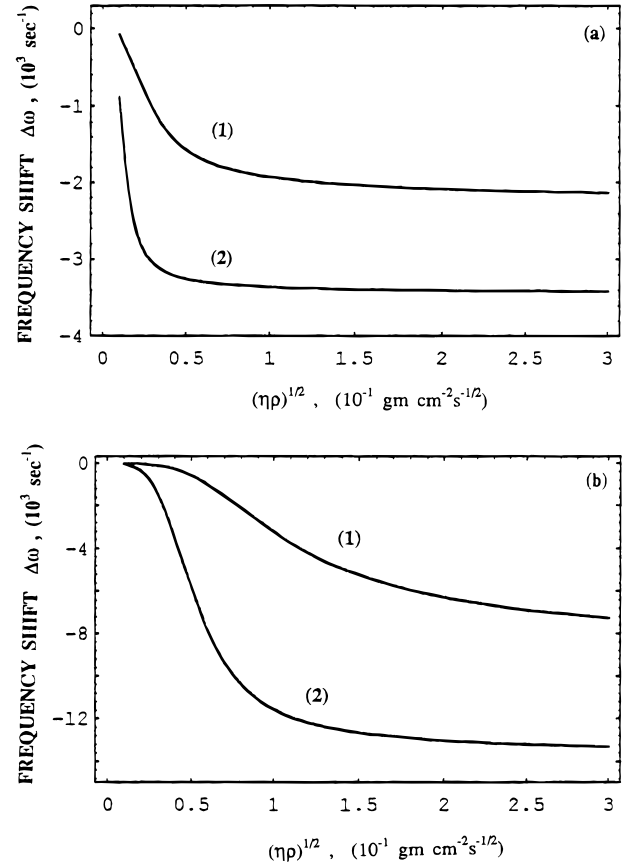 (a)
0
-1
-2
-3
-4
FREQUENCY SHIFT Δω , (10³ sec⁻¹)
(1)
(2)
0 0.5 1 1.5 2 2.5 3
(ηρ)^1/2 , (10⁻¹ gm cm⁻²s^-1/2)
(b)
0
-4
-8
-12
FREQUENCY SHIFT Δω , (10³ sec⁻¹)
(1)
(2)
0 0.5 1 1.5 2 2.5 3
(ηρ)^1/2 , (10⁻¹ gm cm⁻²s^-1/2)